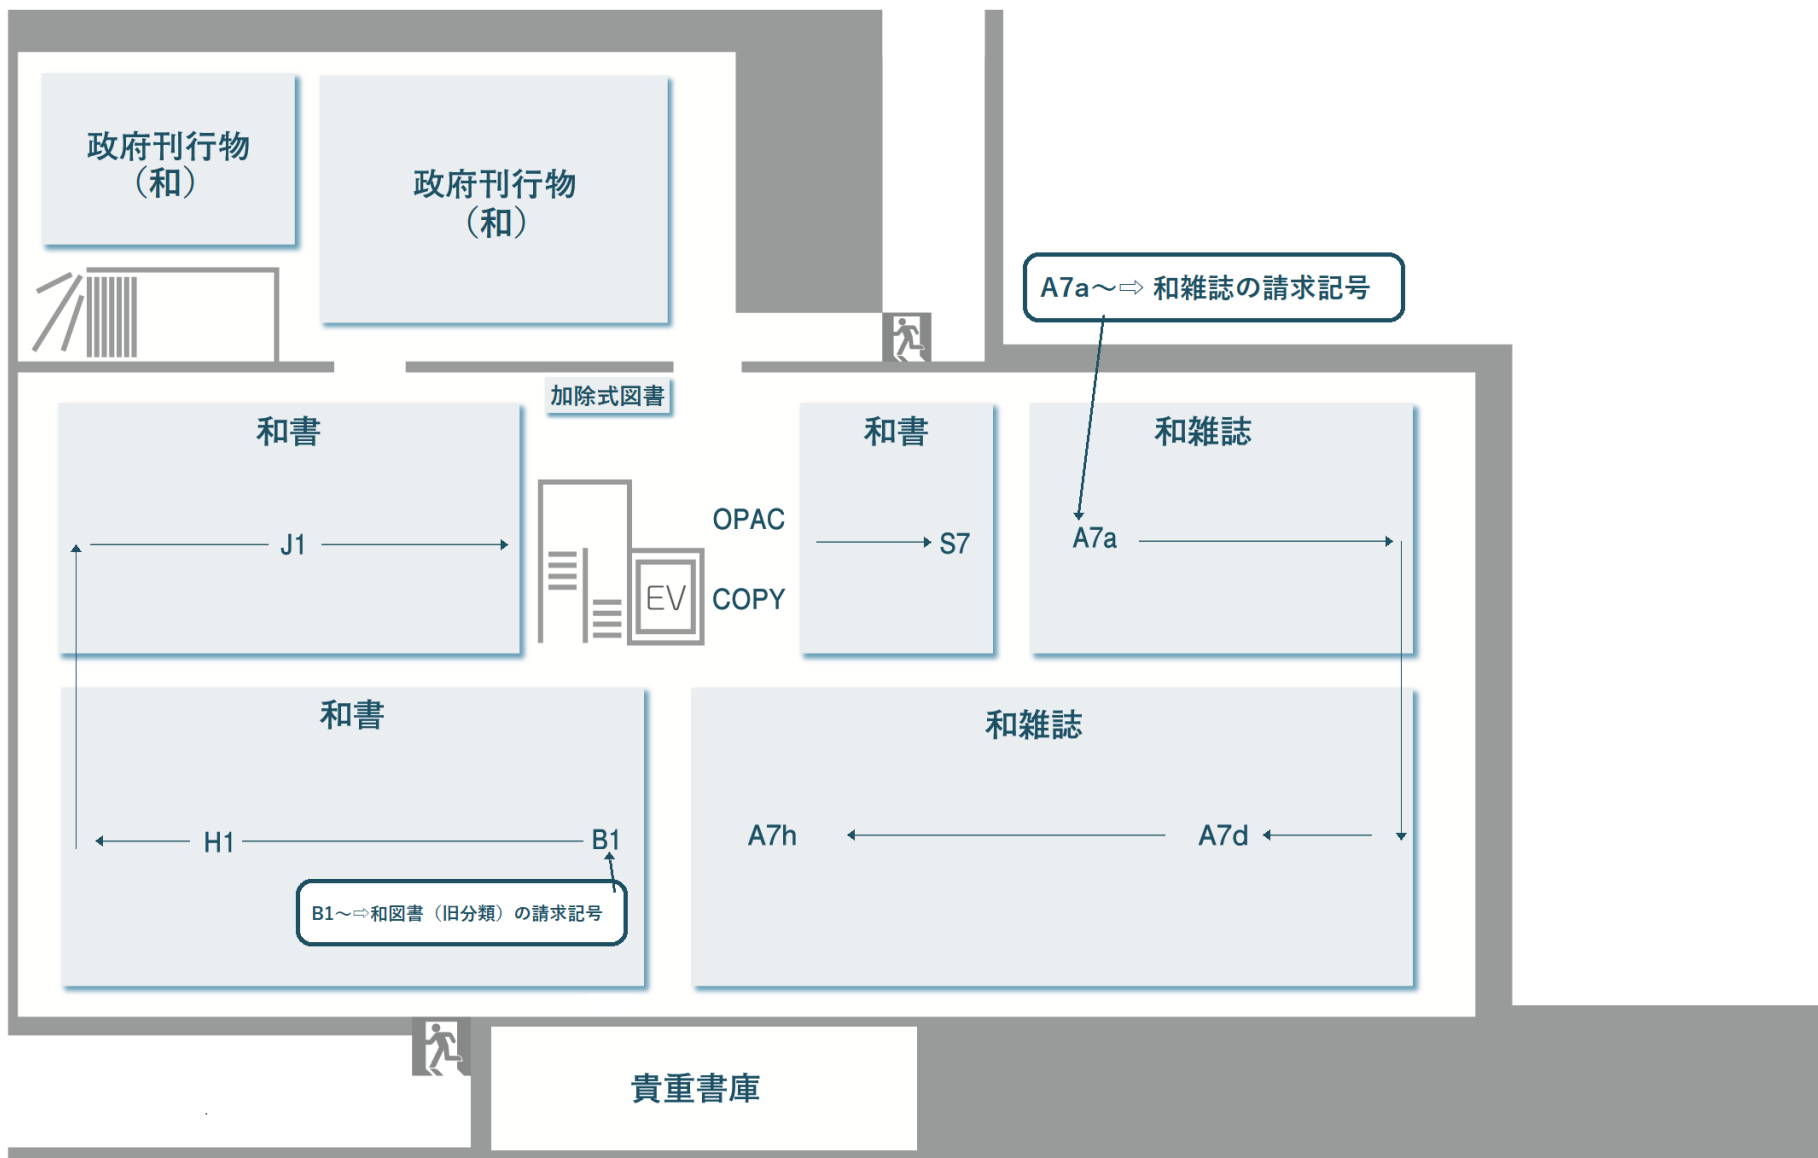 政府刊行物
（和）
政府刊行物
（和）
A7a～⇨ 和雑誌の請求記号
加除式図書
和書
和書
和雑誌
J1
OPAC
S7
A7a
EV
COPY
和書
和雑誌
H1
B1
A7h
A7d
B1～⇨和図書（旧分類）の請求記号
貴重書庫